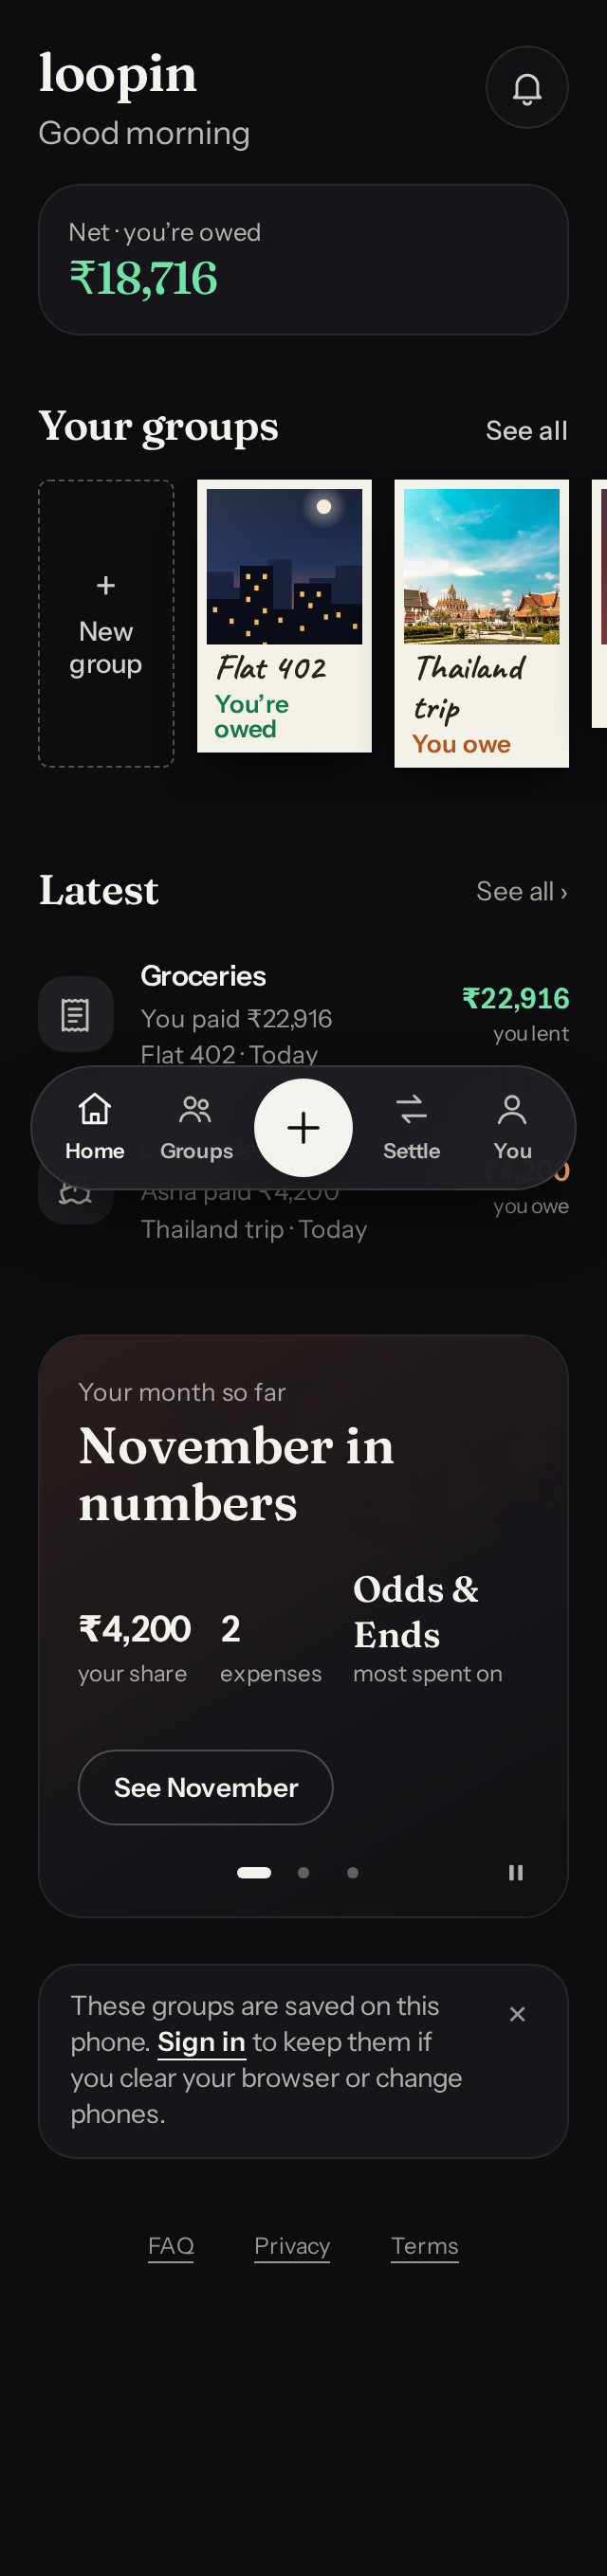 loopin
Good morning
Net · you’re owed
₹18,716
Your groups
See all
+
New
group
Flat 402
You’re
owed
Thailand
trip
You owe
Latest
See all ›
Groceries
You paid ₹22,916
Flat 402 · Today
₹22,916
you lent
Home
Groups
Settle
You
Asha paid ₹4,200
Thailand trip · Today
₹4,200
you owe
Your month so far
November in
numbers
₹4,200
your share
2
expenses
Odds &
Ends
most spent on
See November
These groups are saved on this
phone. Sign in to keep them if
you clear your browser or change
phones.
FAQ
Privacy
Terms